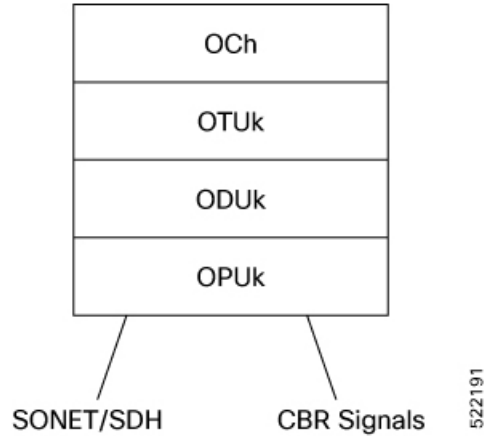 OCh
OTUk
ODUk
OPUk
SONET/SDH
CBR Signals
522191